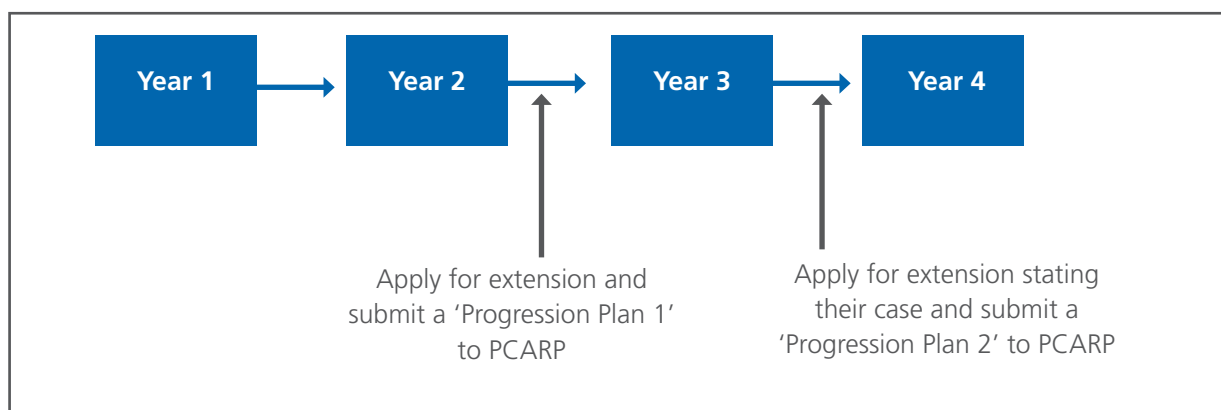 Year 1
Year 2
Year 3
Year 4
Apply for extension and
submit a ‘Progression Plan 1’
to PCARP
Apply for extension stating
their case and submit a
‘Progression Plan 2’ to PCARP